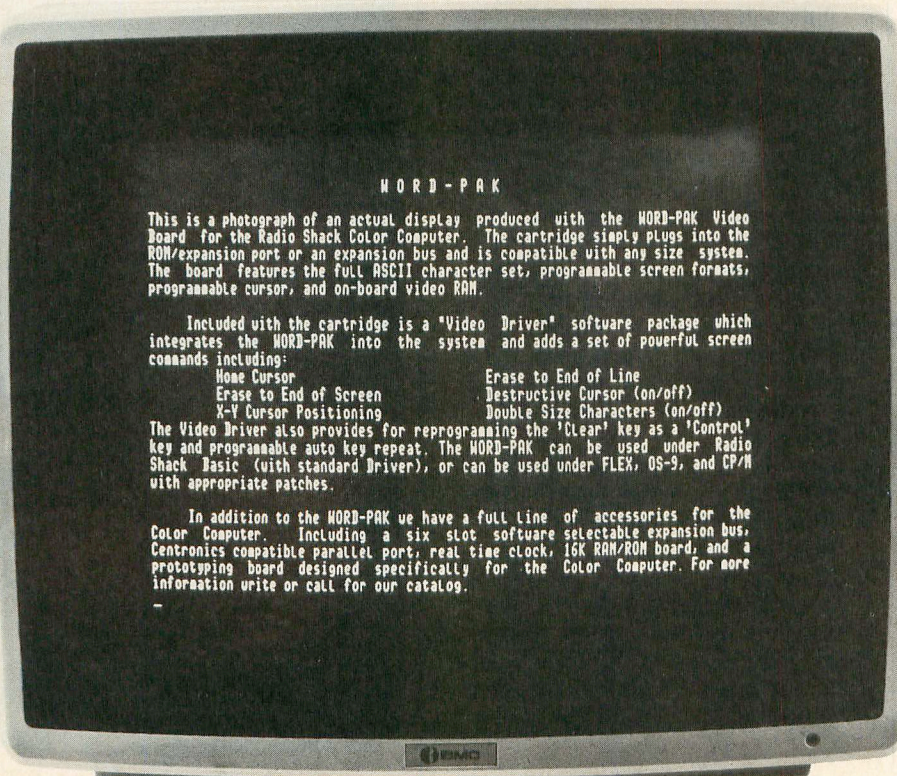 WORD-PAK
This is a photograph of an actual display produced with the WORD-PAK Video
Board for the Radio Shack Color Computer. The cartridge simply plugs into the
ROM/expansion port or an expansion bus and is compatible with any size system.
The board features the full ASCII character set, programmable screen formats,
programmable cursor, and on-board video RAM.
Included with the cartridge is a "Video Driver" software package which
integrates the WORD-PAK into the system and adds a set of powerful screen
commands including:
Home Cursor Erase to End of Line
Erase to End of Screen Destructive Cursor (on/off)
X-Y Cursor Positioning Double Size Characters (on/off)
The Video Driver also provides for reprogramming the 'Clear' key as a 'Control'
key and programmable auto key repeat. The WORD-PAK can be used under Radio
Shack Basic (with standard Driver), or can be used under FLEX, OS-9, and CP/M
with appropriate patches.
In addition to the WORD-PAK we have a full line of accessories for the
Color Computer. Including a six slot software selectable expansion bus,
Centronics compatible parallel port, real time clock, 16K RAM/ROM board, and a
prototyping board designed specifically for the Color Computer. For more
information write or call for our catalog.
BMC